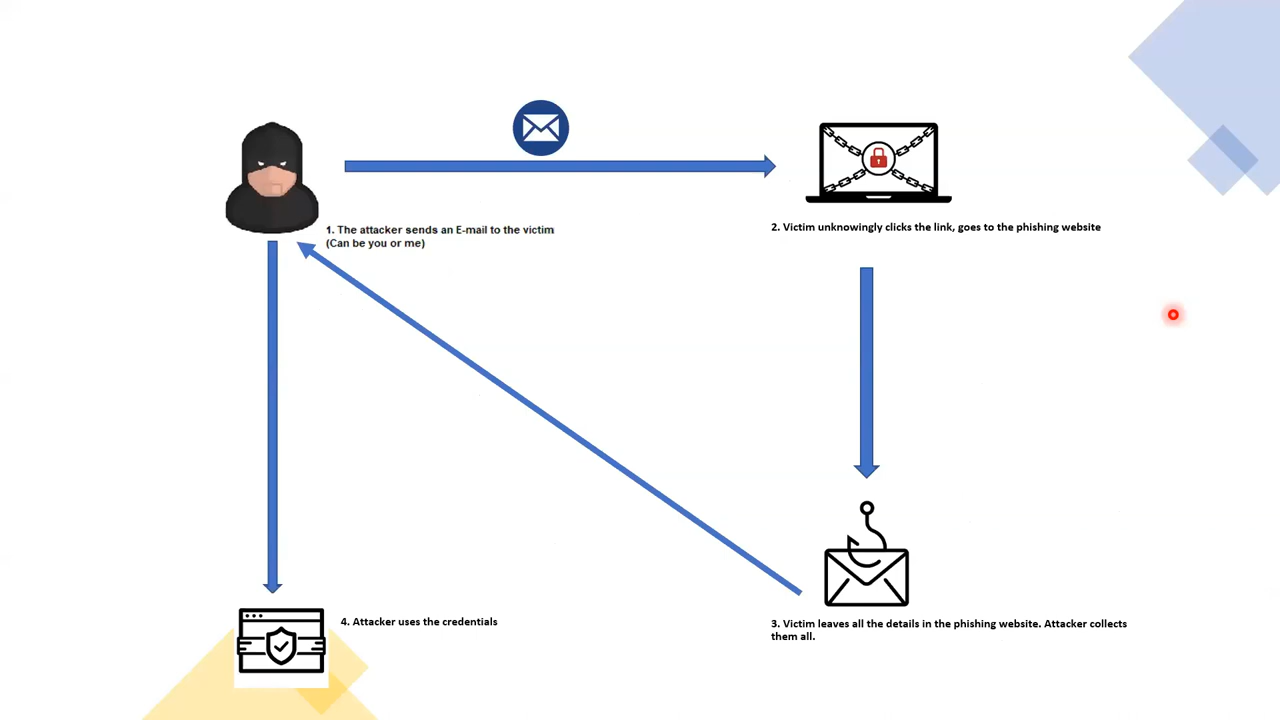 1. The attacker sends an E-mail to the victim
(Can be you or me)
2. Victim unknowingly clicks the link, goes to the phishing website
3. Victim leaves all the details in the phishing website. Attacker collects
them all.
4. Attacker uses the credentials